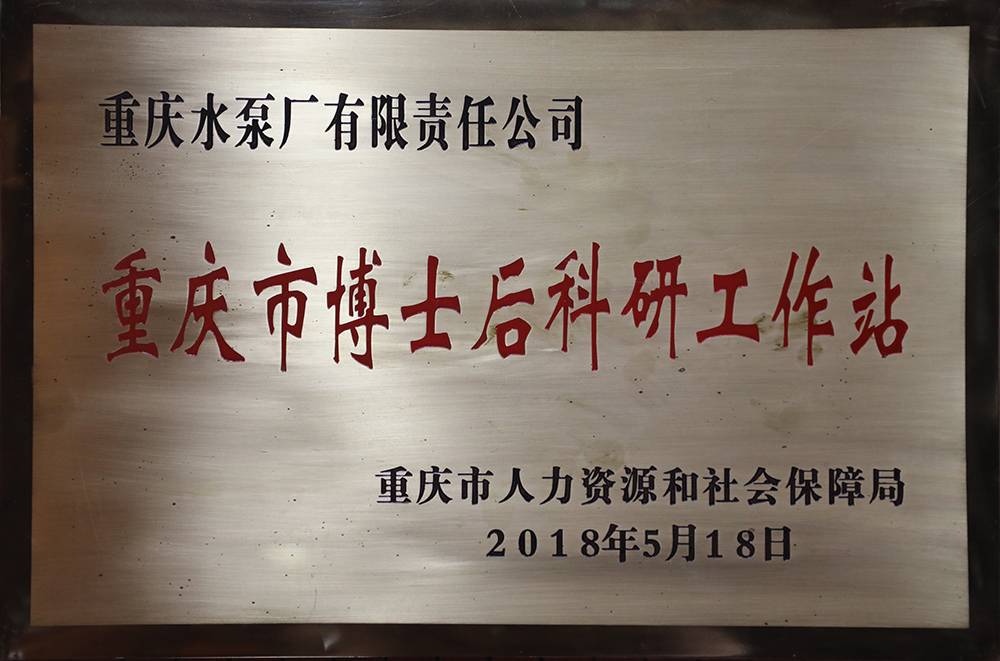 重庆水泵厂有限责任公司
重庆市博士后科研工作站
重庆市人力资源和社会保障局
2018年5月18日